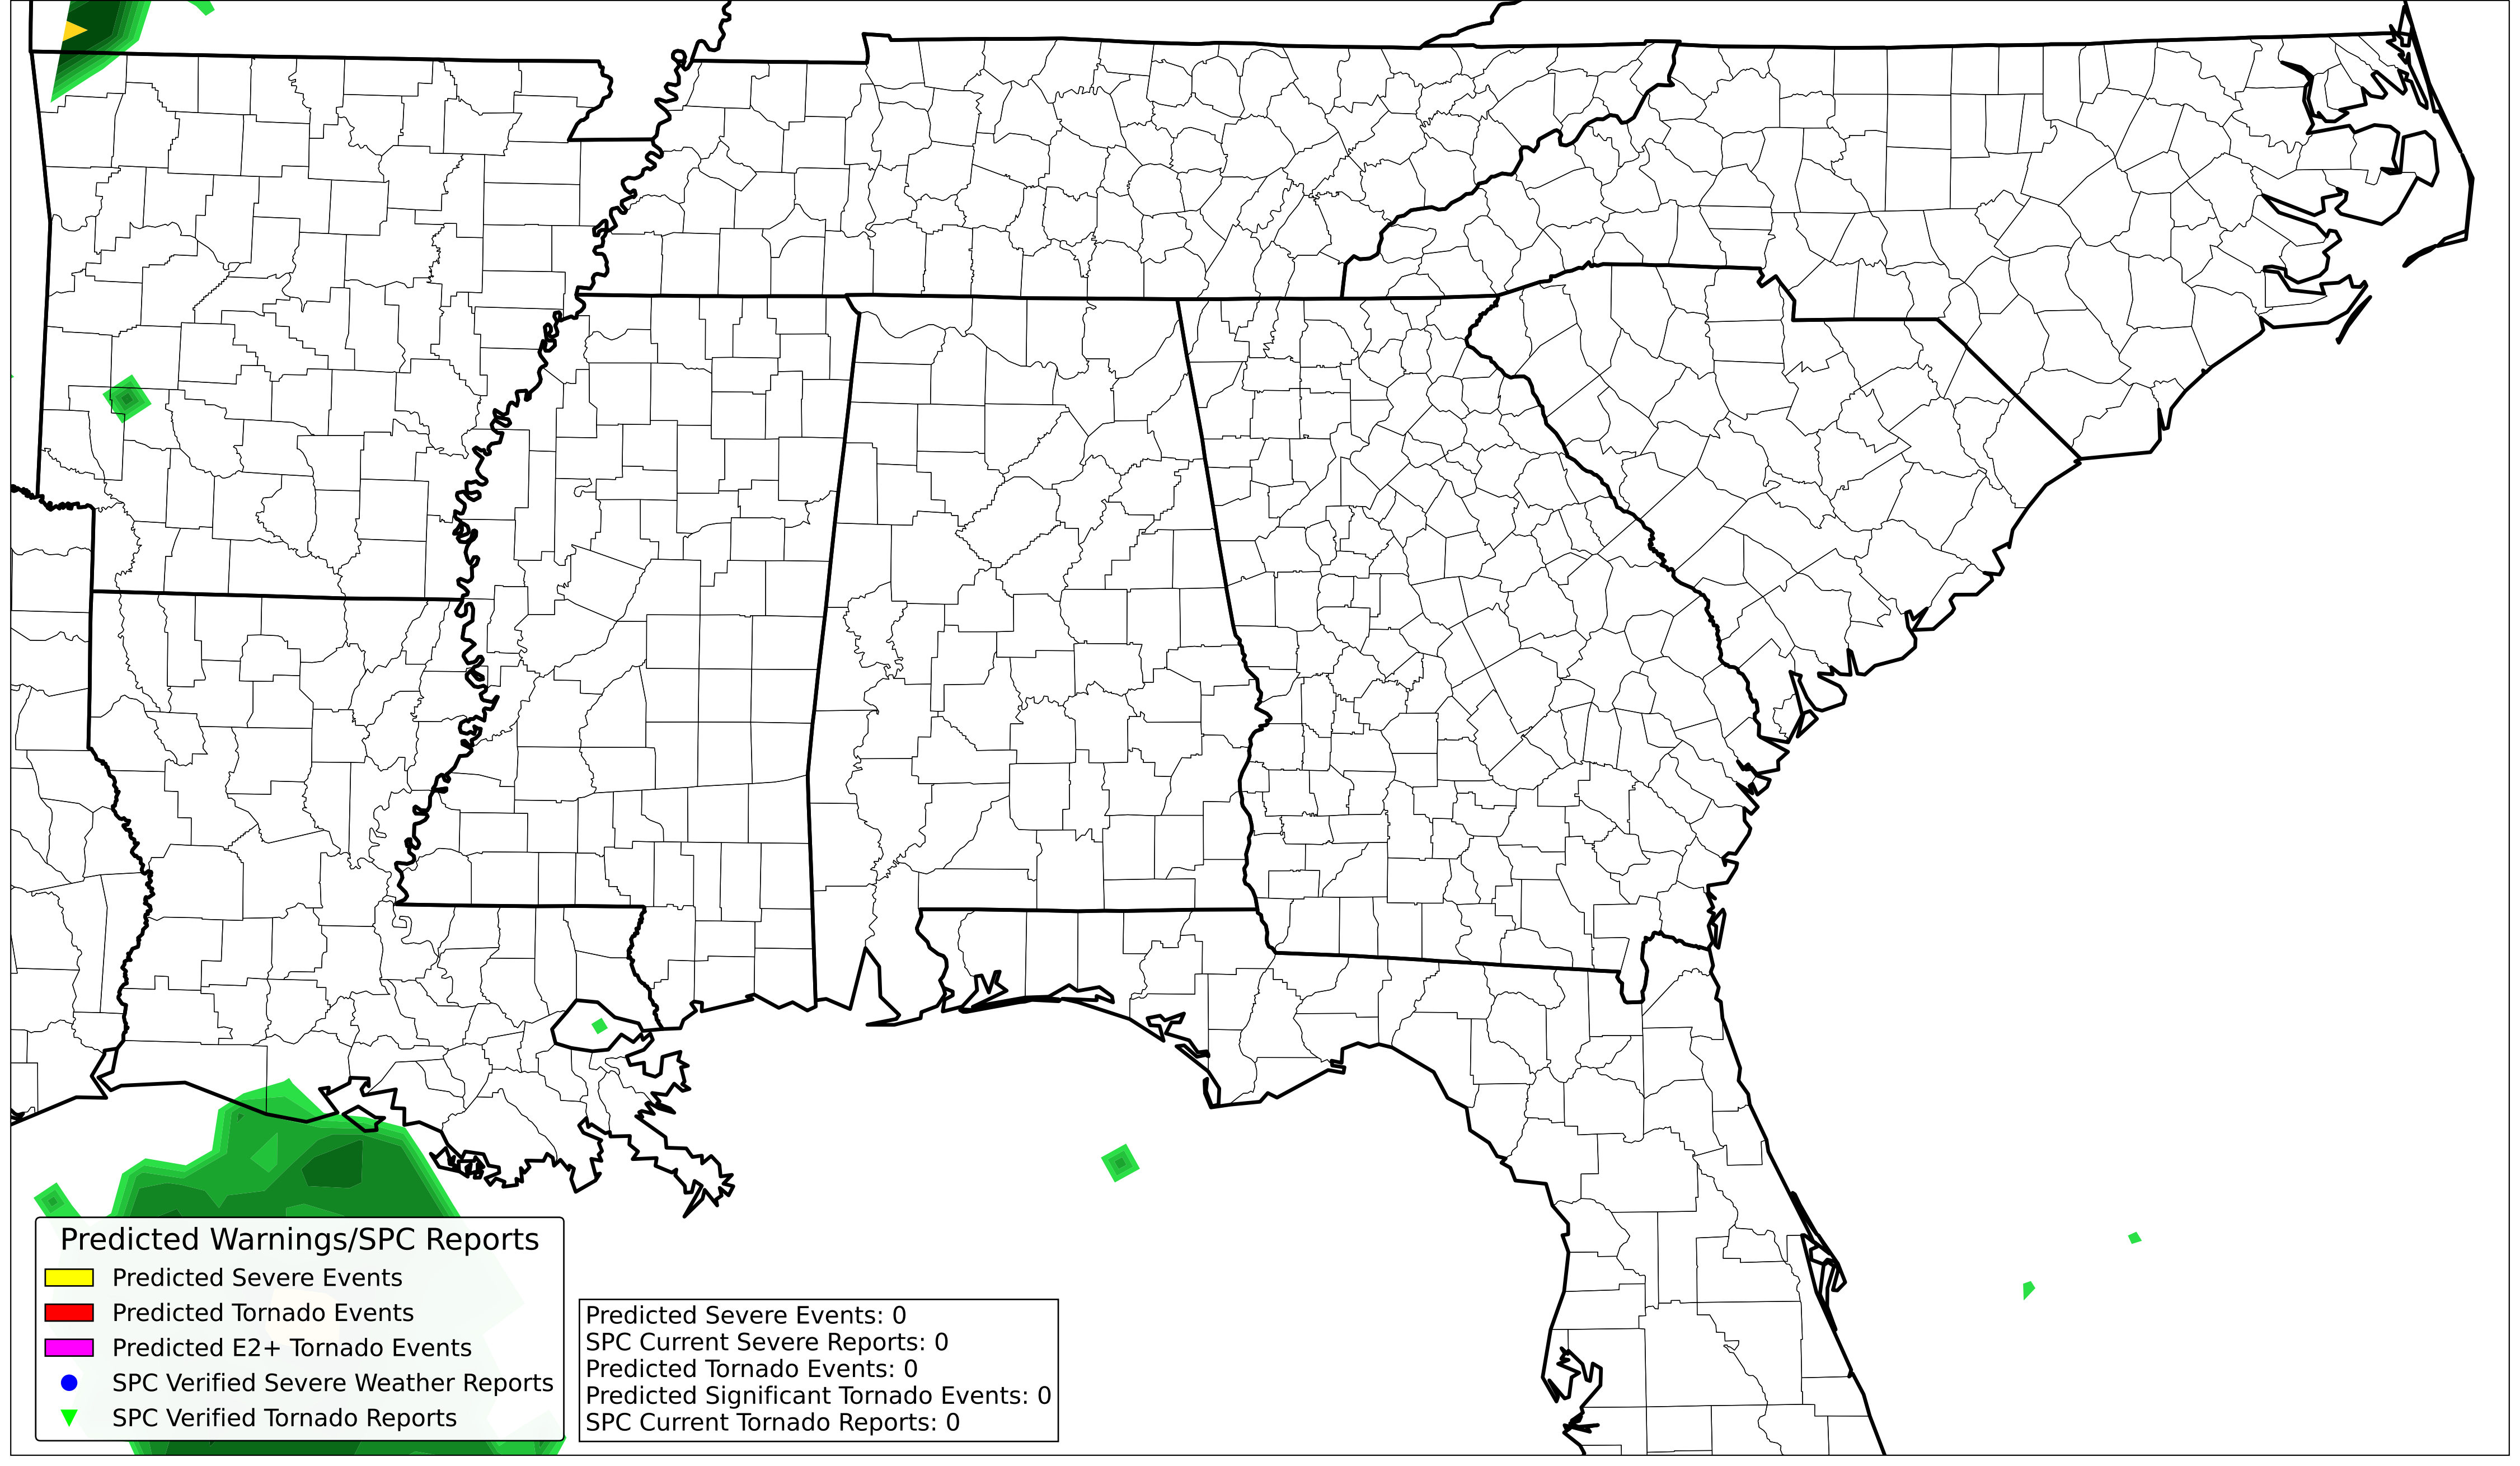 Predicted Warnings/SPC Reports
Predicted Severe Events
Predicted Tornado Events
Predicted E2+ Tornado Events
SPC Verified Severe Weather Reports
SPC Verified Tornado Reports
Predicted Severe Events: 0
SPC Current Severe Reports: 0
Predicted Tornado Events: 0
Predicted Significant Tornado Events: 0
SPC Current Tornado Reports: 0